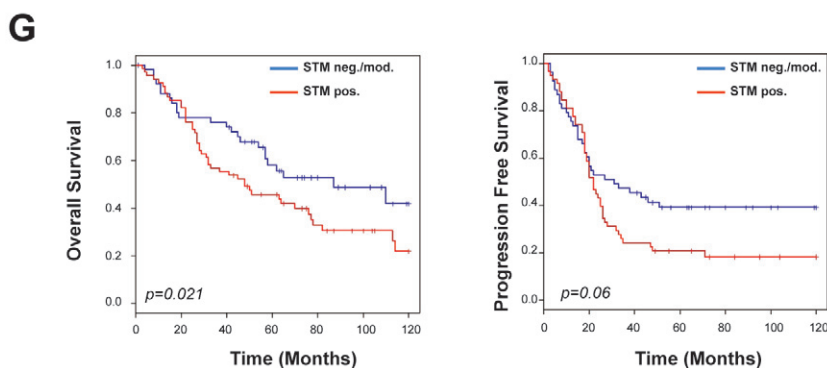 G
Overall Survival
1.0
0.8
0.6
0.4
0.2
0.0
STM neg./mod.
STM pos.
p=0.021
0 20 40 60 80 100 120
Time (Months)
Progression Free Survival
1.0
0.8
0.6
0.4
0.2
0.0
STM neg./mod.
STM pos.
p=0.06
0 20 40 60 80 100 120
Time (Months)